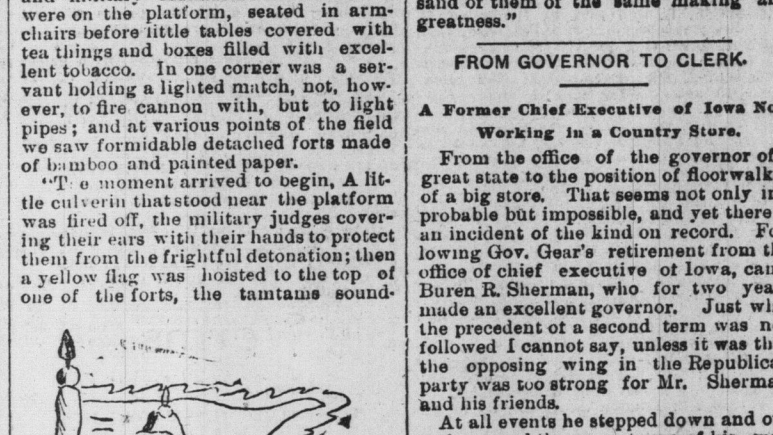 were on the platform, seated in arm-
chairs before little tables covered with
tea things and boxes filled with excel-
lent tobacco. In one corner was a ser-
vant holding a lighted match, not, how-
ever, to fire cannon with, but to light
pipes; and at various points of the field
we saw formidable detached forts made
of bamboo and painted paper.
"The moment arrived to begin, A lit-
tle culverin that stood near the platform
was fired off, the military judges cover-
ing their ears with their hands to protect
them from the frightful detonation; then
a yellow flag was hoisted to the top of
one of the forts, the tamtams sound-
greatness."
FROM GOVERNOR TO CLERK.
A Former Chief Executive of Iowa
Working in a Country Store.
From the office of the governor of
great state to the position of floorwalk
of a big store. That seems not only
probable but impossible, and yet there
an incident of the kind on record.
lowing Gov. Gear's retirement from
office of chief executive of Iowa,
Buren R. Sherman, who for two
made an excellent governor. Just
the precedent of a second term was
followed I cannot say, unless it was
the opposing wing in the Republica
party was too strong for Mr. Sherma
and his friends.
At all events he stepped down and